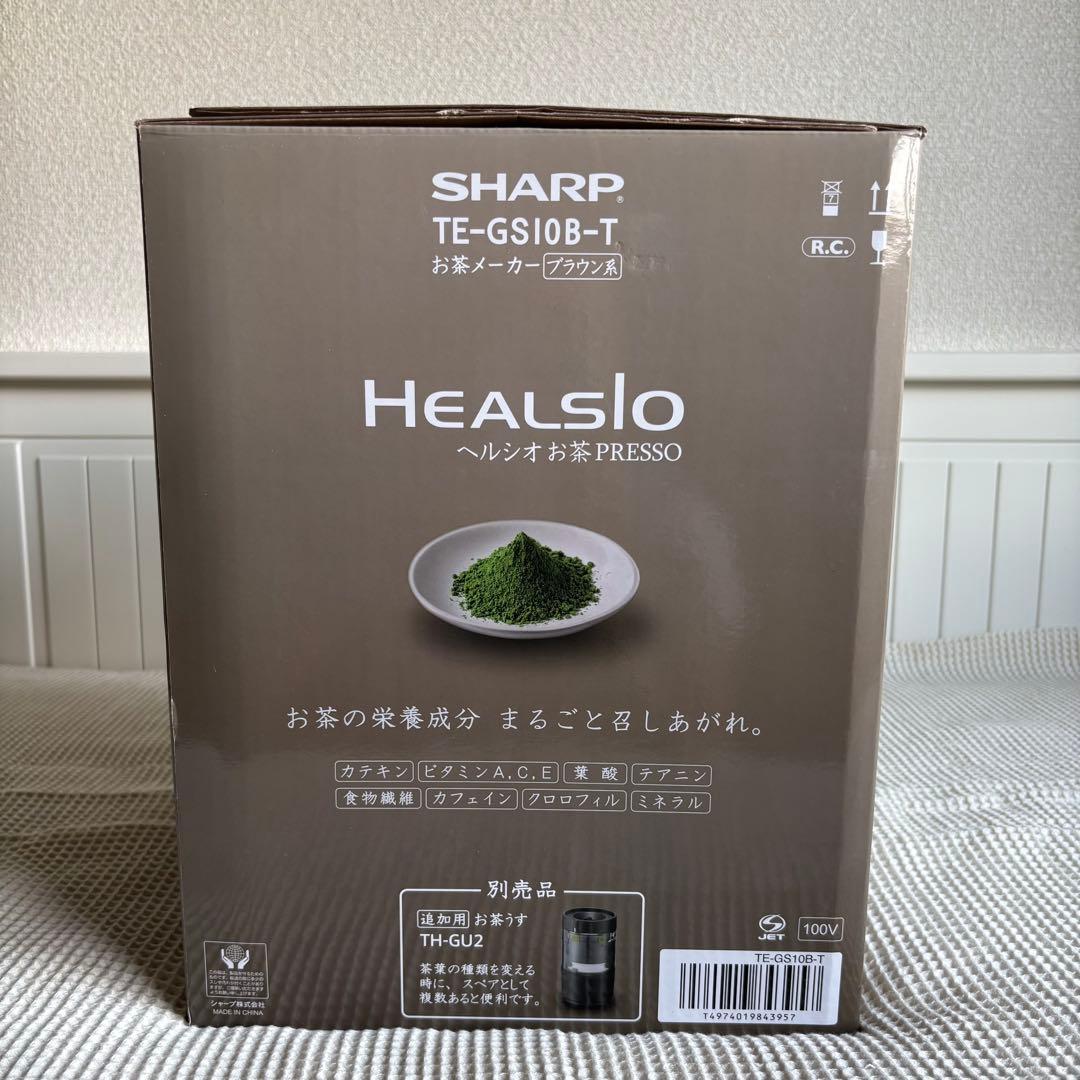 SHARP®
TE-GS10B-T
お茶メーカー ブラウン系
7
R.C.
HEALSIO
ヘルシオお茶PRESSO
お茶の栄養成分 まるごと召しあがれ。
カテキン ビタミンA,C,E 葉酸 テアニン
食物繊維 カフェイン クロロフィル ミネラル
別売品
追加用 お茶うす
TH-GU2
茶葉の種類を変える
時に、スペアとして
複数あると便利です。
シャープ株式会社
MADE IN CHINA
JET
100V
TE-GS10B-T
T4974019843957